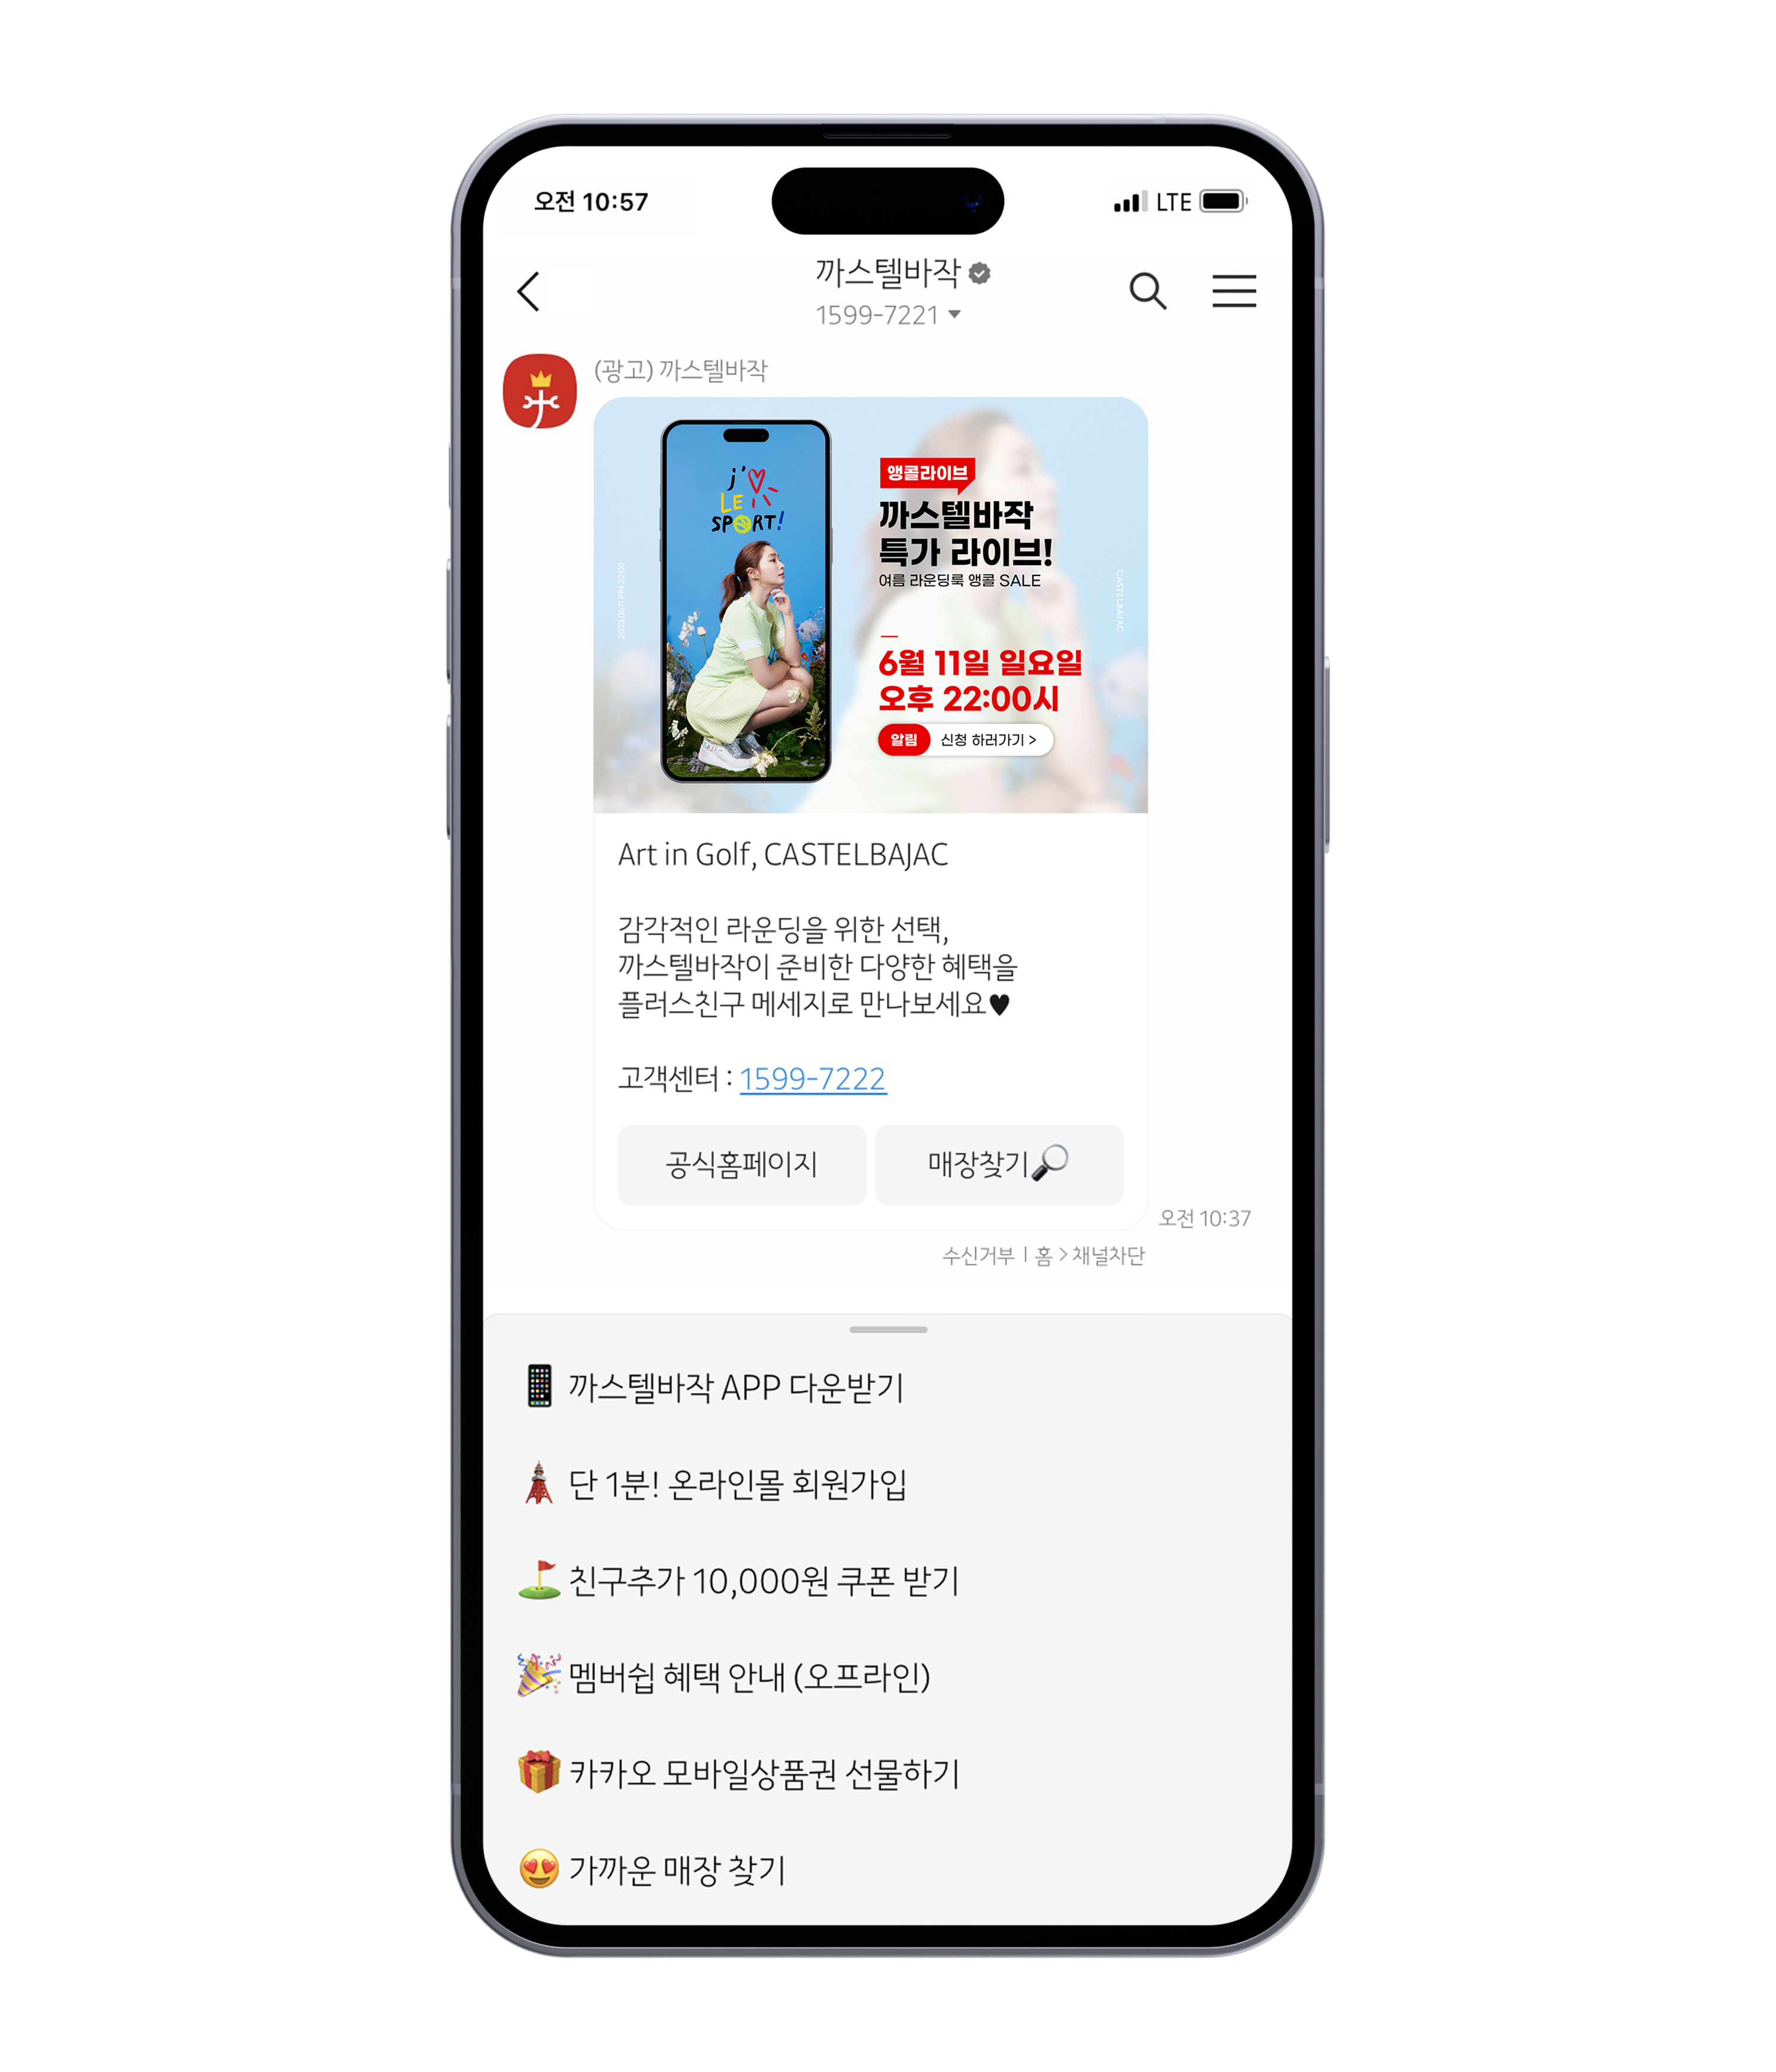 오전 10:57
LTE
까스텔바작
1599-7221
(광고) 까스텔바작
j'
LE
SPORT!
2023.06.11 PM 22:00
앵콜라이브
까스텔바작
특가 라이브!
여름 라운딩룩 앵콜 SALE
6월 11일 일요일
오후 22:00시
알림 신청 하러가기 >
CASTELBAJAC
Art in Golf, CASTELBAJAC
감각적인 라운딩을 위한 선택,
까스텔바작이 준비한 다양한 혜택을
플러스친구 메세지로 만나보세요♥
고객센터 : 1599-7222
공식홈페이지
매장찾기
오전 10:37
수신거부 | 홈 > 채널차단
까스텔바작 APP 다운받기
단 1분! 온라인몰 회원가입
친구추가 10,000원 쿠폰 받기
멤버쉽 혜택 안내 (오프라인)
카카오 모바일상품권 선물하기
가까운 매장 찾기